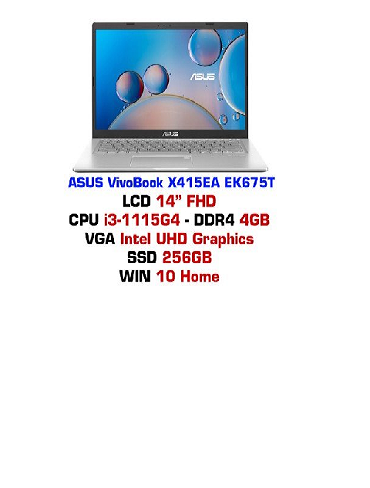 ASUS
ASUS
ASUS VivoBook X415EA EK675T
LCD 14” FHD
CPU i3-1115G4 - DDR4 4GB
VGA Intel UHD Graphics
SSD 256GB
WIN 10 Home